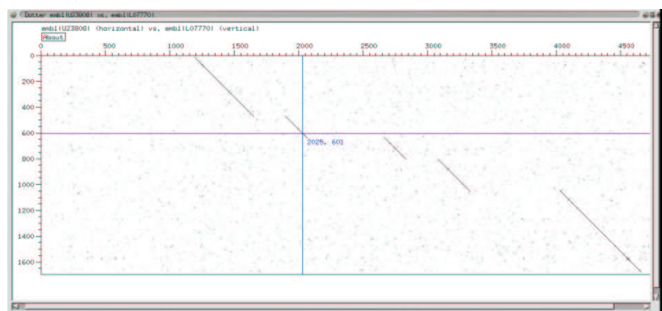 Dotter embl|U23808| vs. embl|L07770|
embl|U23808| (horizontal) vs. embl|L07770| (vertical)
About
0 500 1000 1500 2000 2500 3000 3500 4000 4500
0
200
400
600
2025, 601
800
1000
1200
1400
1600